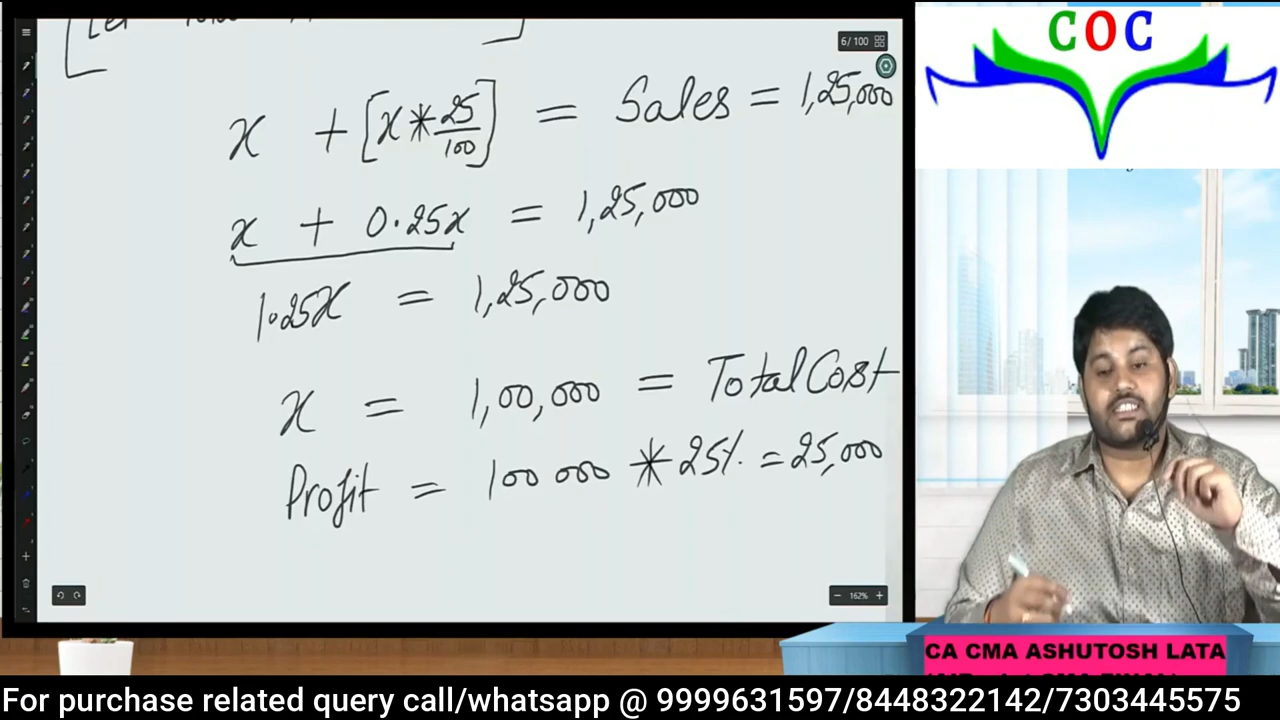 6/100
COC
x + [x * 25/100] = Sales = 1,25,000
x + 0.25x = 1,25,000
1.25x = 1,25,000
x = 1,00,000 = Total Cost
Profit = 100 000 * 25% = 25,000
162%
CA CMA ASHUTOSH LATA
For purchase related query call/whatsapp @ 9999631597/8448322142/7303445575